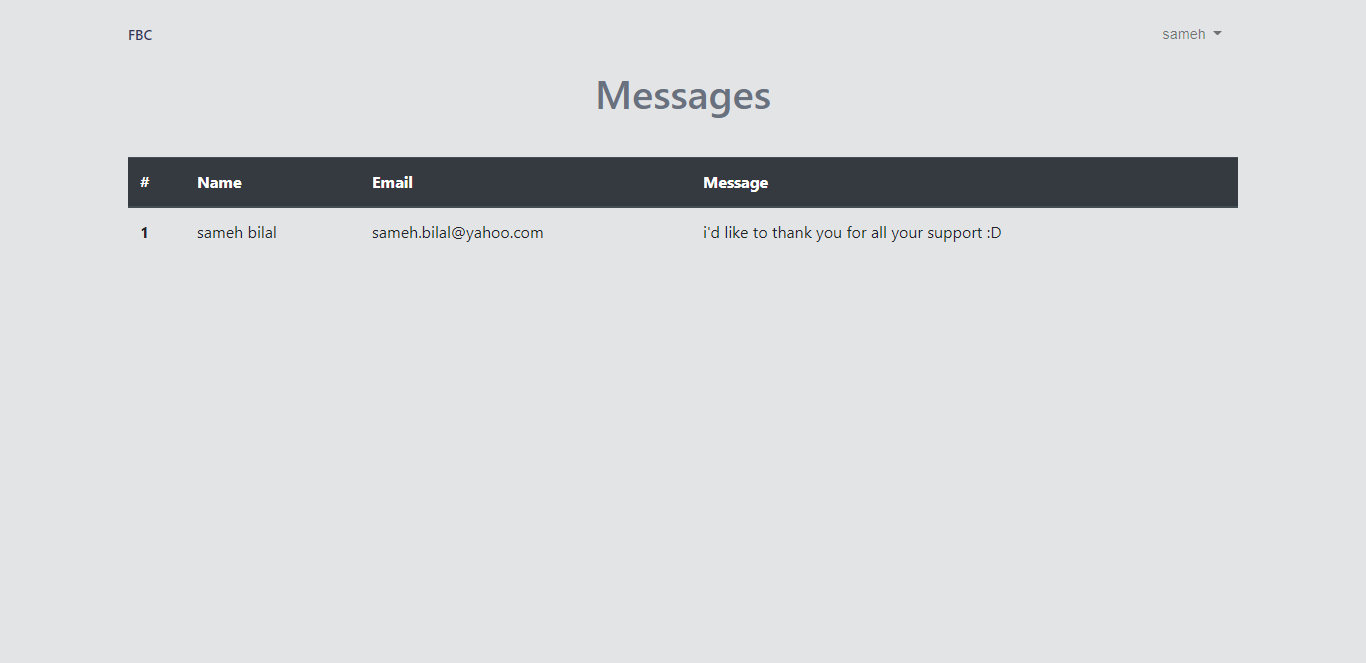 FBC
sameh
Messages
# Name Email Message
1 sameh bilal sameh.bilal@yahoo.com i'd like to thank you for all your support :D